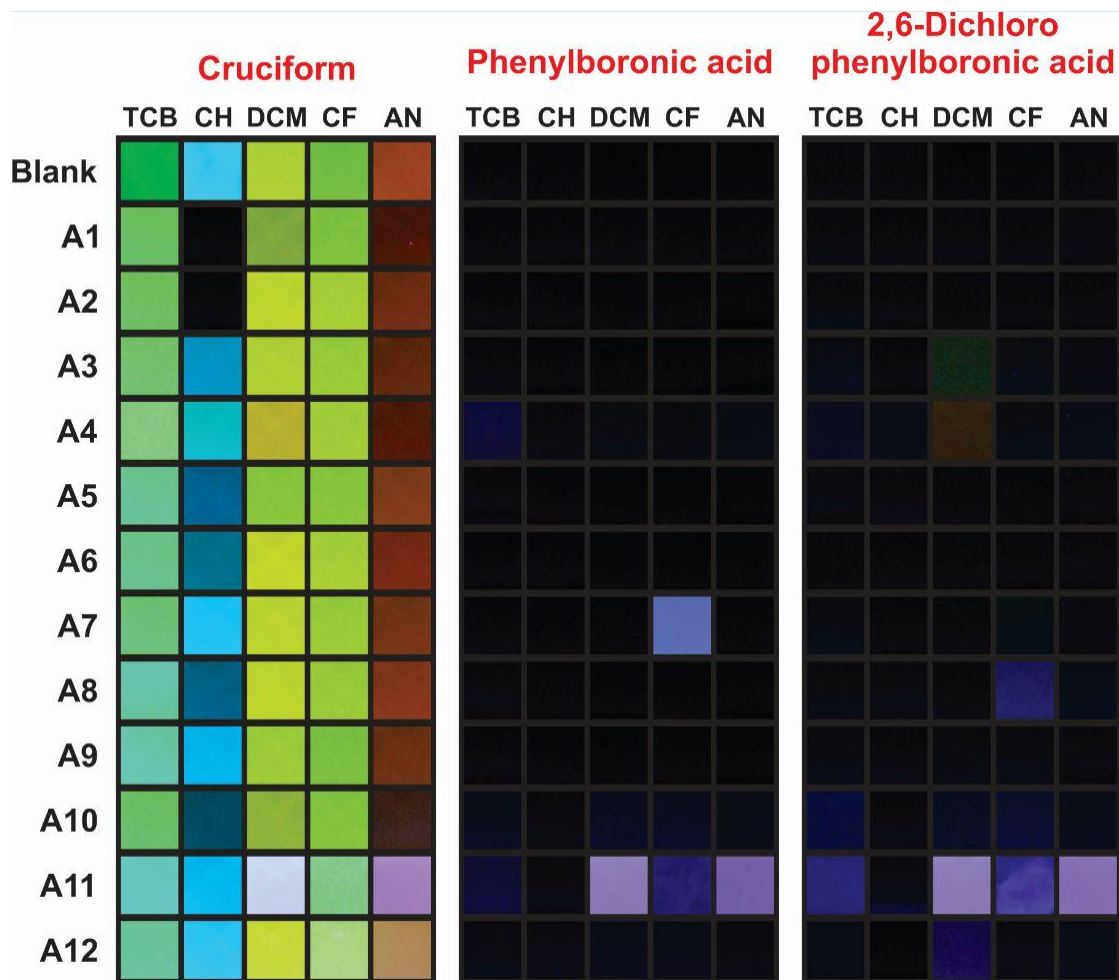 2,6-Dichloro
Cruciform Phenylboronic acid phenylboronic acid
TCB CH DCM CF AN TCB CH DCM CF AN TCB CH DCM CF AN
Blank
A1
A2
A3
A4
A5
A6
A7
A8
A9
A10
A11
A12